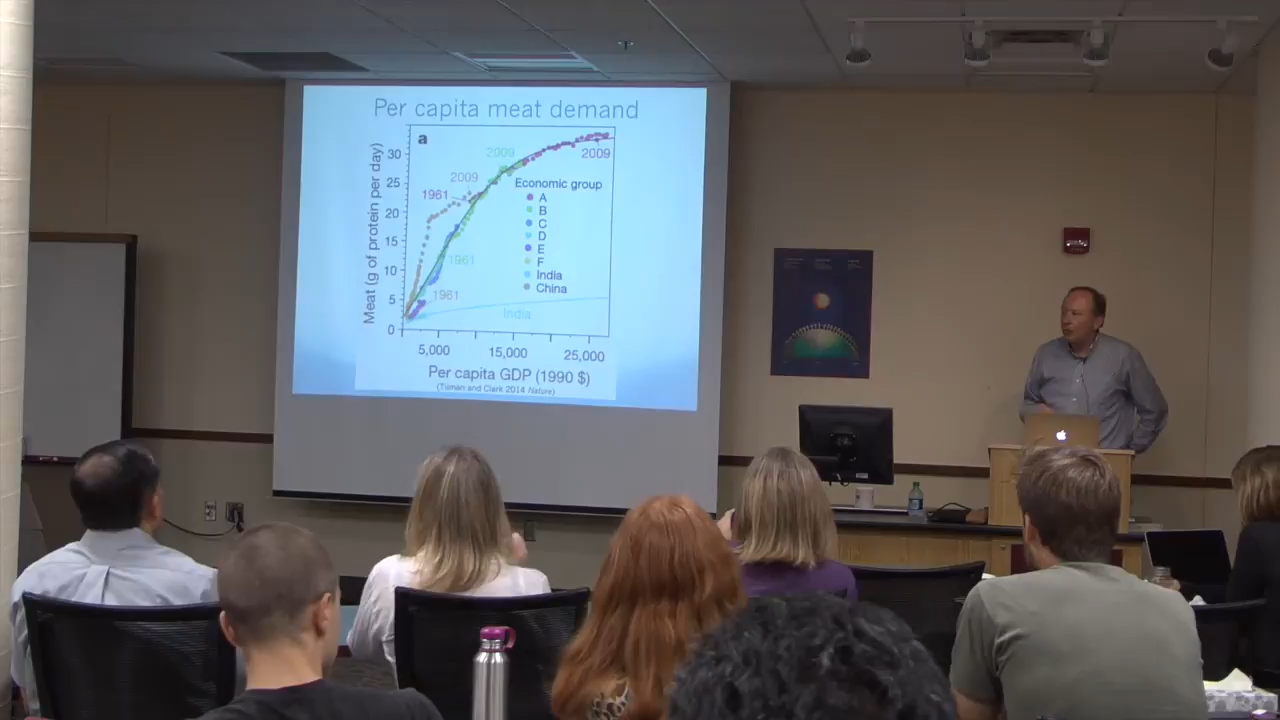 Per capita meat demand
a
Meat (g of protein per day)
30
25
20
15
10
5
0
2009
2009
2009
1961
1961
1961
Economic group
A
B
C
D
E
F
India
China
India
5,000
15,000
25,000
Per capita GDP (1990 $)
(Tilman and Clark 2014 Nature)